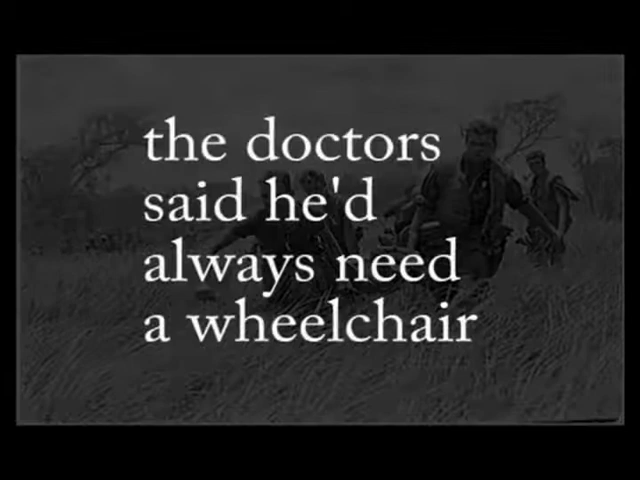 the doctors
said he'd
always need
a wheelchair